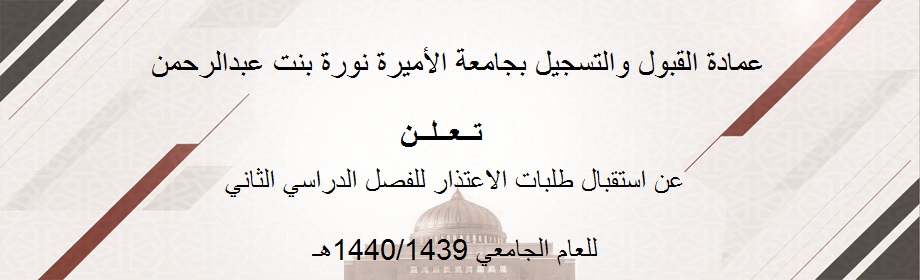 عمادة القبول والتسجيل بجامعة الأميرة نورة بنت عبدالرحمن
تــعــلــن
عن استقبال طلبات الاعتذار للفصل الدراسي الثاني
للعام الجامعي 1440/1439هـ